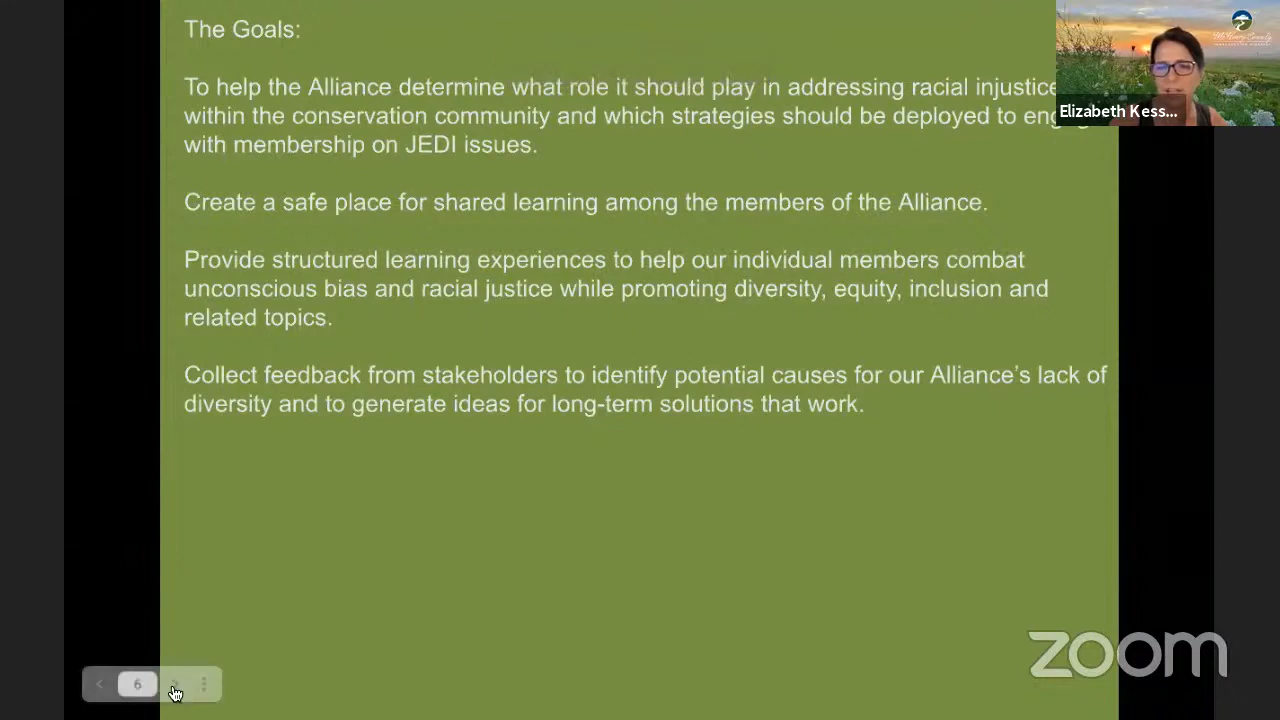 The Goals:
To help the Alliance determine what role it should play in addressing racial injustice
within the conservation community and which strategies should be deployed to
with membership on JEDI issues.
Create a safe place for shared learning among the members of the Alliance.
Provide structured learning experiences to help our individual members combat
unconscious bias and racial justice while promoting diversity, equity, inclusion and
related topics.
Collect feedback from stakeholders to identify potential causes for our Alliance’s lack of
diversity and to generate ideas for long-term solutions that work.
Elizabeth Kess...
6
zoom